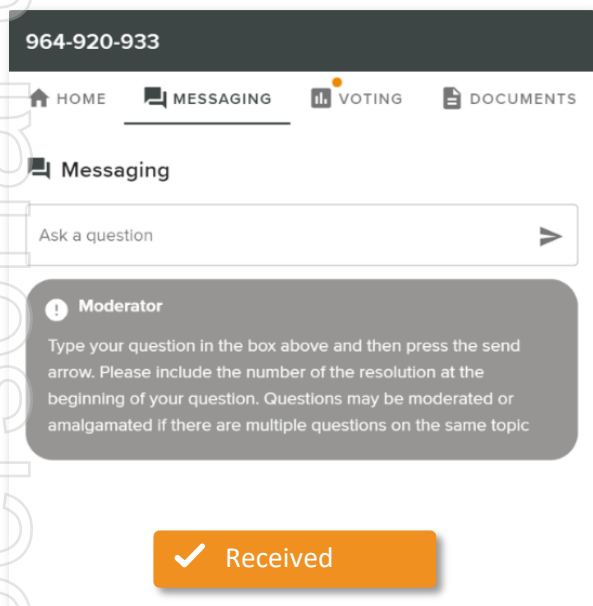 964-920-933
HOME MESSAGING VOTING DOCUMENTS
Messaging
Ask a question
Moderator
Type your question in the box above and then press the send
arrow. Please include the number of the resolution at the
beginning of your question. Questions may be moderated or
amalgamated if there are multiple questions on the same topic
Received